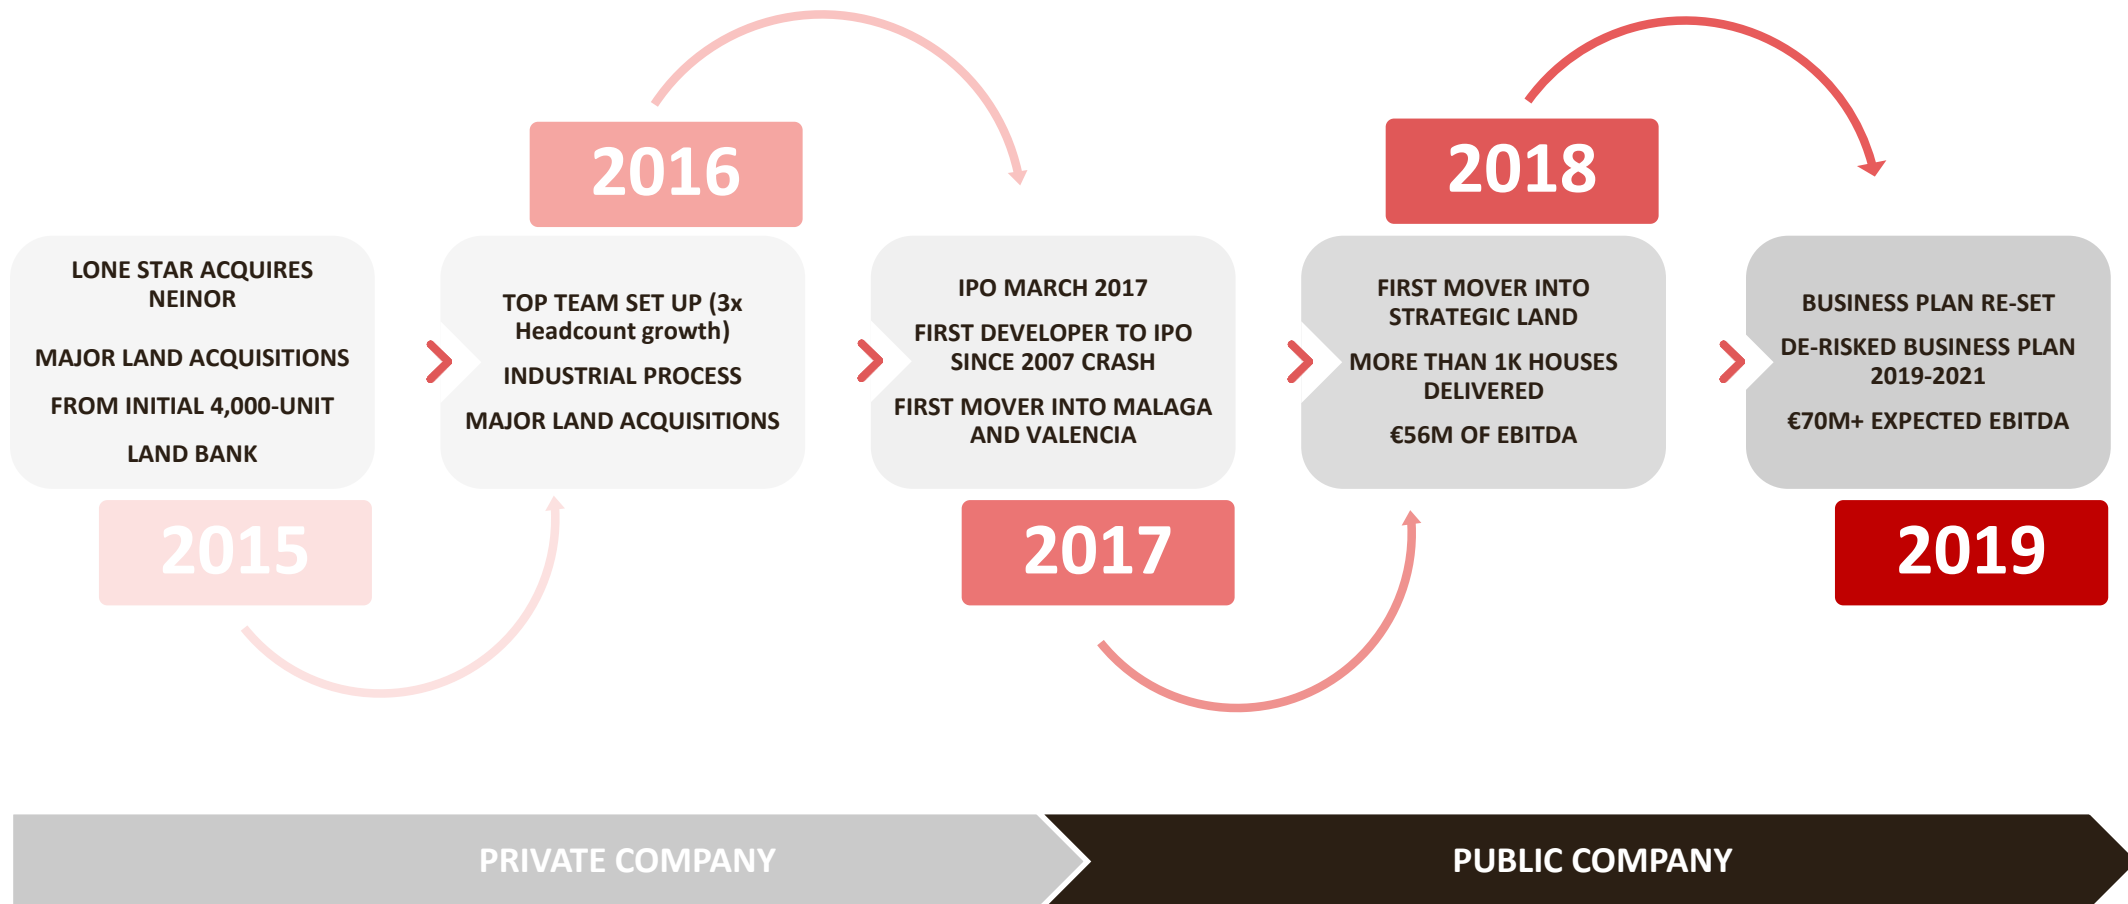 2016
2018
LONE STAR ACQUIRES
NEINOR
MAJOR LAND ACQUISITIONS
FROM INITIAL 4,000-UNIT
LAND BANK
TOP TEAM SET UP (3x
Headcount growth)
INDUSTRIAL PROCESS
MAJOR LAND ACQUISITIONS
IPO MARCH 2017
FIRST DEVELOPER TO IPO
SINCE 2007 CRASH
FIRST MOVER INTO MALAGA
AND VALENCIA
FIRST MOVER INTO
STRATEGIC LAND
MORE THAN 1K HOUSES
DELIVERED
€56M OF EBITDA
BUSINESS PLAN RE-SET
DE-RISKED BUSINESS PLAN
2019-2021
€70M+ EXPECTED EBITDA
2015
2017
2019
PRIVATE COMPANY
PUBLIC COMPANY